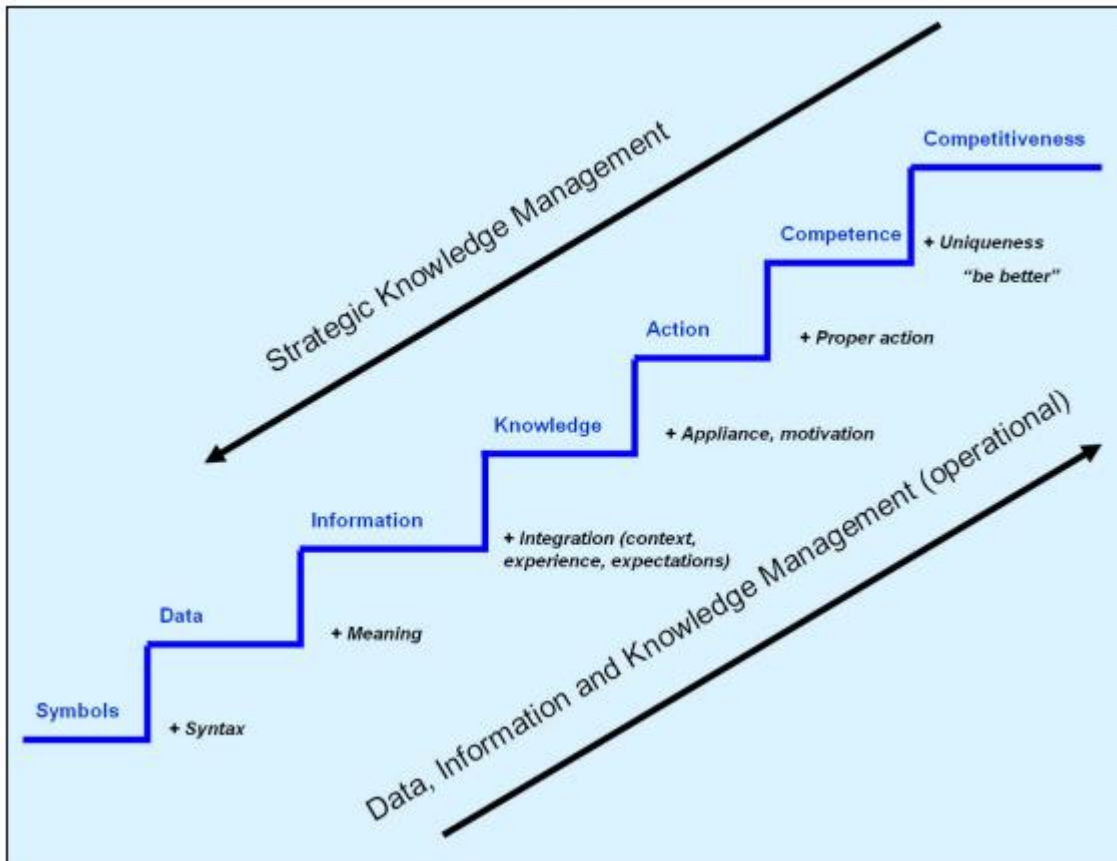 Strategic Knowledge Management
Competitiveness
Competence
+ Uniqueness
“be better”
Action
+ Proper action
Knowledge
+ Appliance, motivation
Information
+ Integration (context,
experience, expectations)
Data
+ Meaning
Symbols
+ Syntax
Data, Information and Knowledge Management (operational)